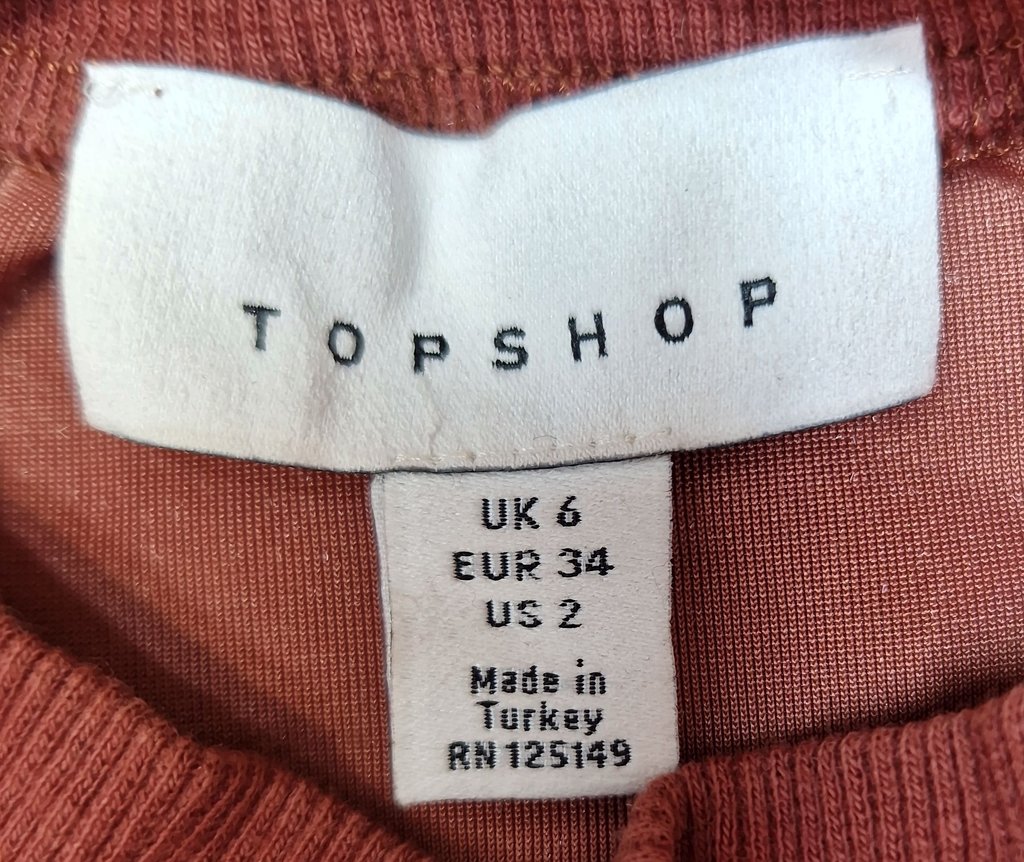 TOPSHOP
UK 6
EUR 34
US 2
Made in
Turkey
RN 125149